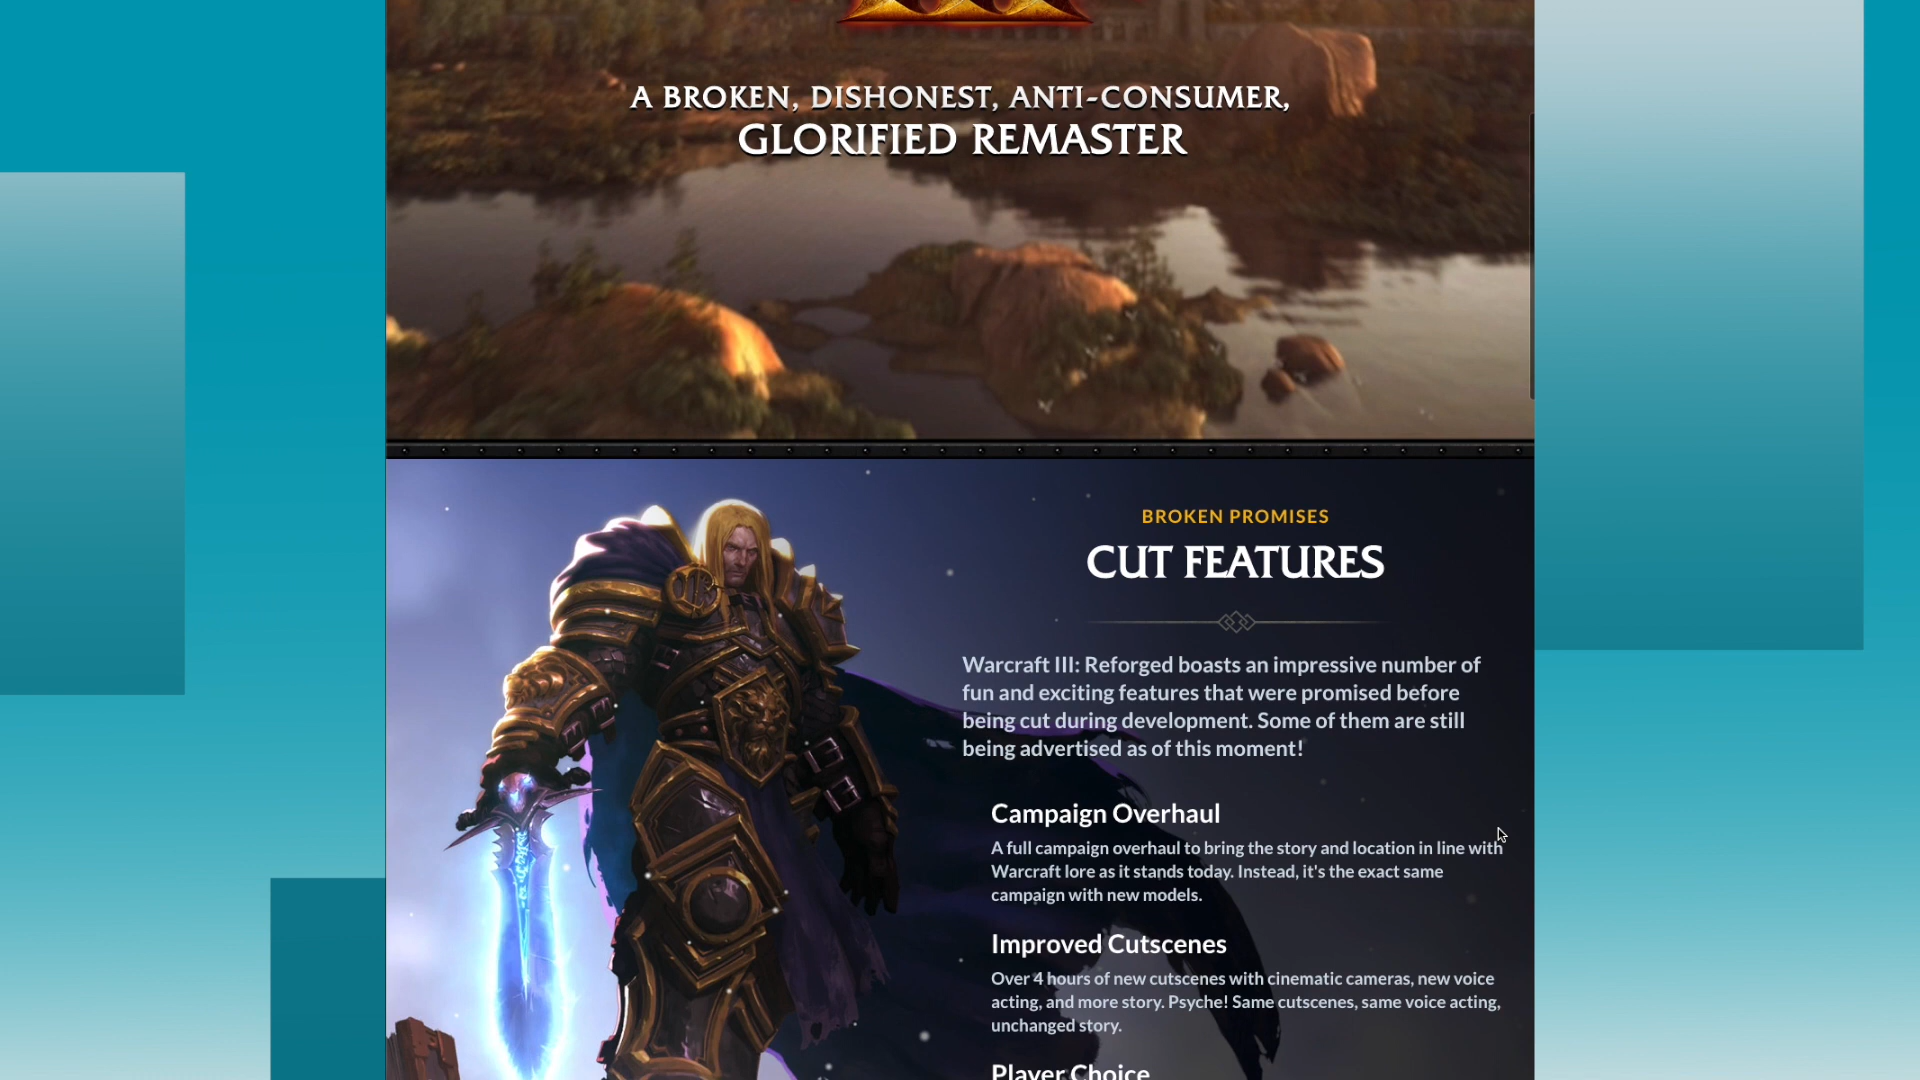 A BROKEN, DISHONEST, ANTI-CONSUMER,
GLORIFIED REMASTER
BROKEN PROMISES
CUT FEATURES
Warcraft III: Reforged boasts an impressive number of
fun and exciting features that were promised before
being cut during development. Some of them are still
being advertised as of this moment!
Campaign Overhaul
A full campaign overhaul to bring the story and location in line with
Warcraft lore as it stands today. Instead, it's the exact same
campaign with new models.
Improved Cutscenes
Over 4 hours of new cutscenes with cinematic cameras, new voice
acting, and more story. Psyche! Same cutscenes, same voice acting,
unchanged story.
Player Choice